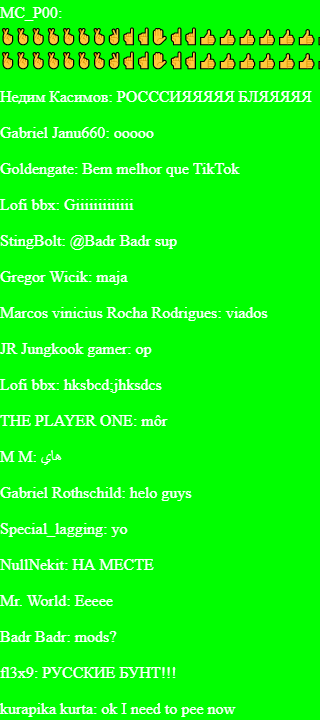 MC_P00:
Недим Касимов: РОСССИЯЯЯЯЯ БЛЯЯЯЯЯ
Gabriel Janu660: ooooo
Goldengate: Bem melhor que TikTok
Lofi bbx: Giiiiiiiiiiiii
StingBolt: @Badr Badr sup
Gregor Wicik: maja
Marcos vinicius Rocha Rodrigues: viados
JR Jungkook gamer: op
Lofi bbx: hksbcd;jhksdcs
THE PLAYER ONE: môr
M M: هاي
Gabriel Rothschild: helo guys
Special_lagging: yo
NullNekit: НА МЕСТЕ
Mr. World: Eeeee
Badr Badr: mods?
fl3x9: РУССКИЕ БУНТ!!!
kurapika kurta: ok I need to pee now